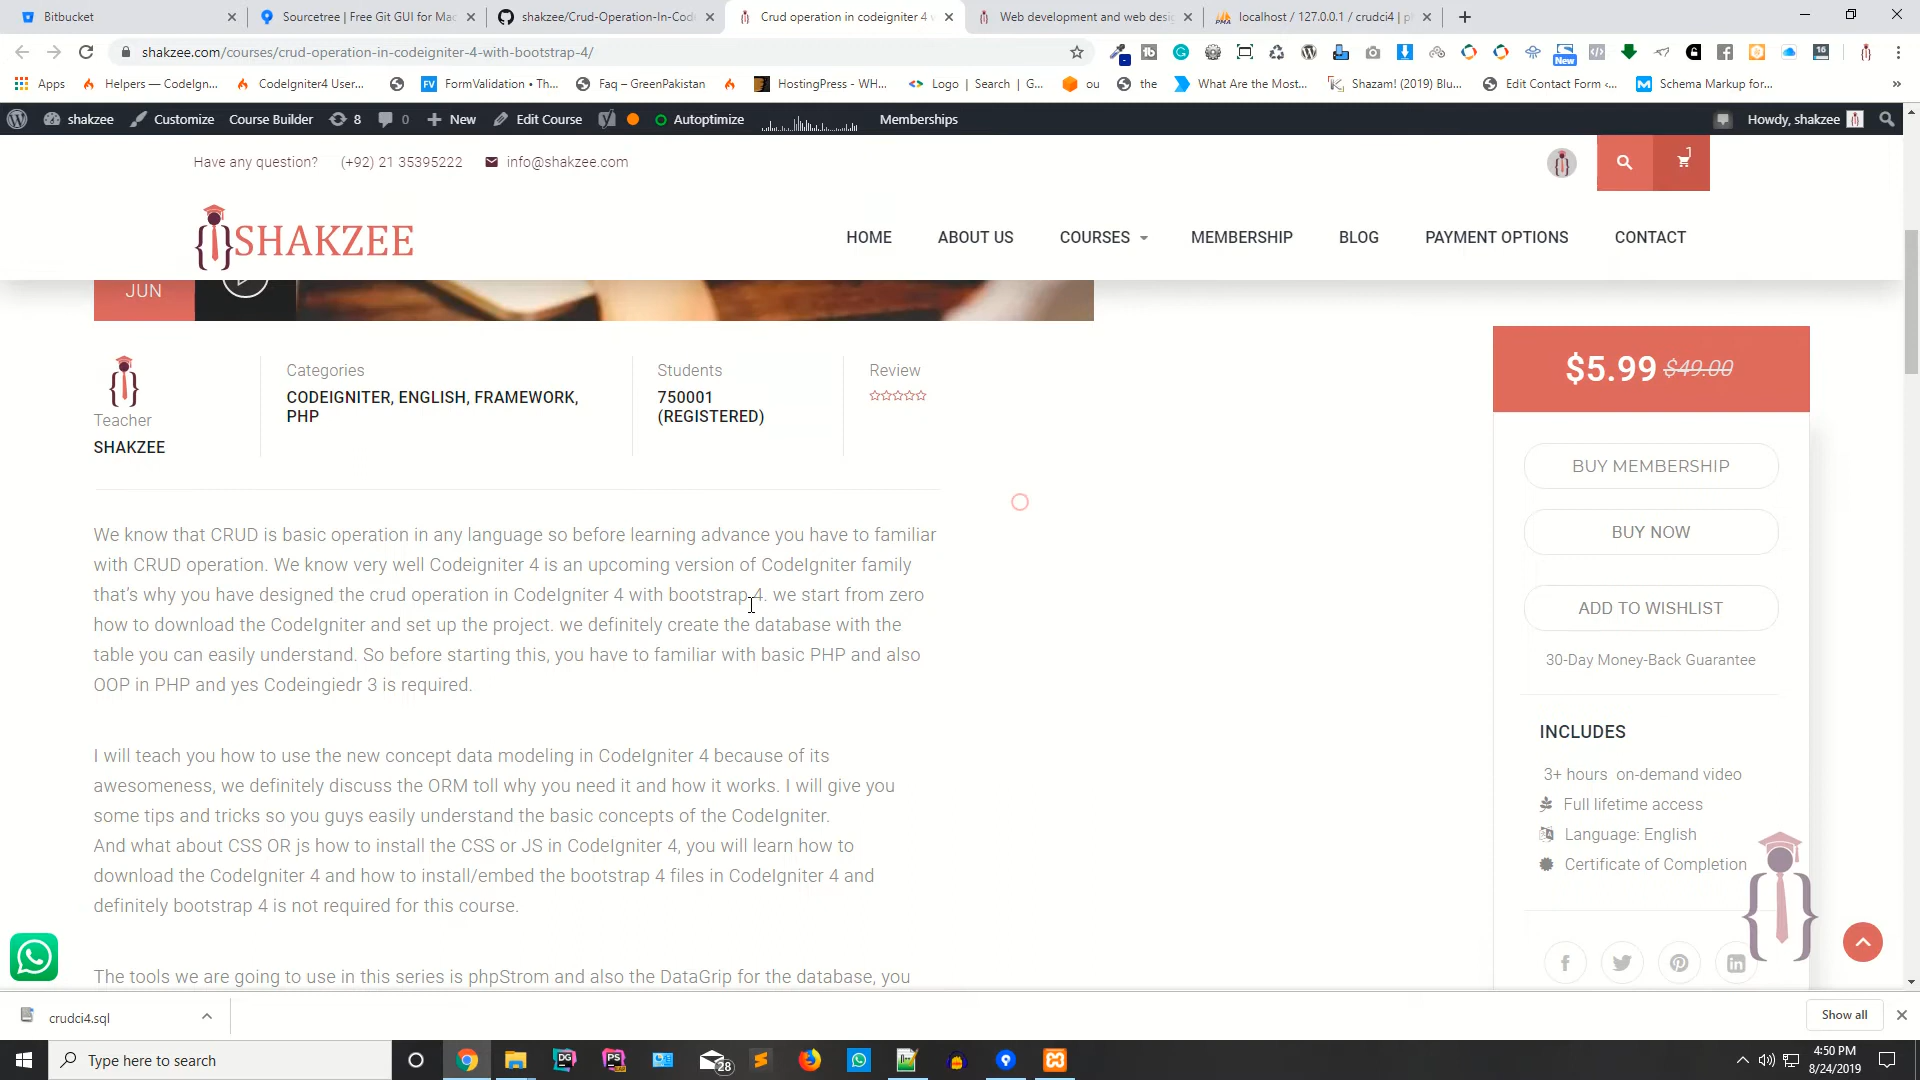 Bitbucket
Sourcetree | Free Git GUI for Mac
shakzee/Crud-Operation-In-Cod
Crud operation in codeigniter 4
Web development and web desi
localhost / 127.0.0.1 / crudci4 | p
shakzee.com/courses/crud-operation-in-codeigniter-4-with-bootstrap-4/
New
16
Apps
Helpers — CodeIgn...
CodeIgniter4 User...
FormValidation • Th...
Faq – GreenPakistan
HostingPress – WH...
Logo | Search | G...
ou
the
What Are the Most...
Shazam! (2019) Blu...
Edit Contact Form ‹...
Schema Markup for...
»
shakzee
Customize
Course Builder
8
0
New
Edit Course
Autoptimize
Memberships
Howdy, shakzee
Have any question?
(+92) 21 35395222
info@shakzee.com
1
SHAKZEE
HOME
ABOUT US
COURSES
MEMBERSHIP
BLOG
PAYMENT OPTIONS
CONTACT
JUN
Teacher
SHAKZEE
Categories
CODEIGNITER, ENGLISH, FRAMEWORK,
PHP
Students
750001
(REGISTERED)
Review
We know that CRUD is basic operation in any language so before learning advance you have to familiar
with CRUD operation. We know very well Codeigniter 4 is an upcoming version of CodeIgniter family
that’s why you have designed the crud operation in CodeIgniter 4 with bootstrap 4. we start from zero
how to download the CodeIgniter and set up the project. we definitely create the database with the
table you can easily understand. So before starting this, you have to familiar with basic PHP and also
OOP in PHP and yes Codeingiedr 3 is required.
I will teach you how to use the new concept data modeling in CodeIgniter 4 because of its
awesomeness, we definitely discuss the ORM toll why you need it and how it works. I will give you
some tips and tricks so you guys easily understand the basic concepts of the CodeIgniter.
And what about CSS OR js how to install the CSS or JS in CodeIgniter 4, you will learn how to
download the CodeIgniter 4 and how to install/embed the bootstrap 4 files in CodeIgniter 4 and
definitely bootstrap 4 is not required for this course.
The tools we are going to use in this series is phpStrom and also the DataGrip for the database, you
$5.99 $49.00
BUY MEMBERSHIP
BUY NOW
ADD TO WISHLIST
30-Day Money-Back Guarantee
INCLUDES
3+ hours on-demand video
Full lifetime access
Language: English
Certificate of Completion
crudci4.sql
Show all
Type here to search
DG
PS
28
4:50 PM
8/24/2019